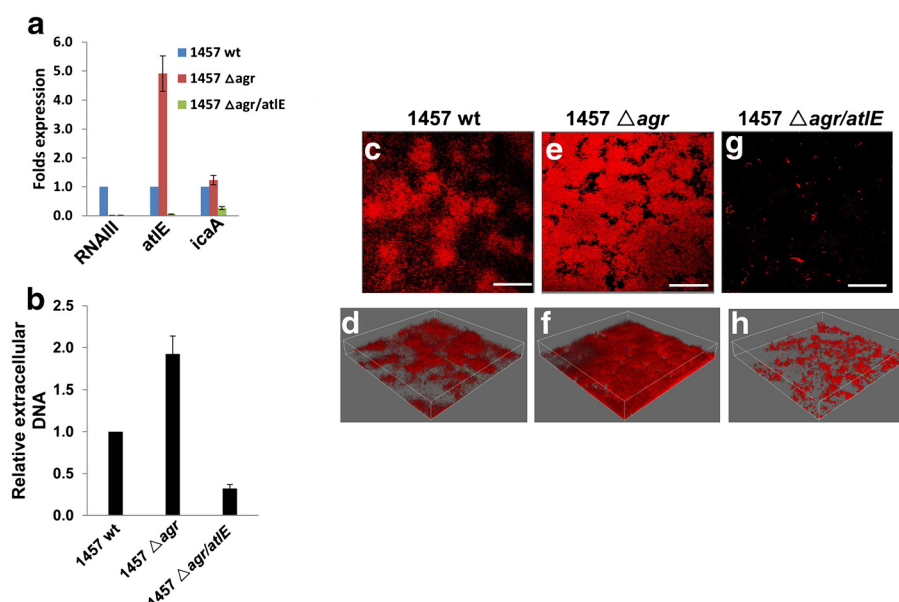 a
6.0
5.0
4.0
3.0
2.0
1.0
0.0
Folds expression
1457 wt
1457 △agr
1457 △agr/atlE
RNAIII
atlE
icaA
b
2.5
2.0
1.5
1.0
0.5
0.0
Relative extracellular
DNA
1457 wt
1457 △agr
1457 △agr/atlE
1457 wt
1457 △agr
1457 △agr/atlE
c
e
g
d
f
h